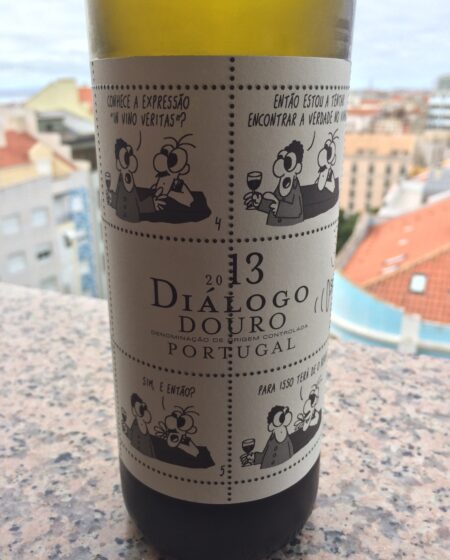 CONHECE A EXPRESSÃO
"IN VINO VERITAS"?
4
ENTÃO ESTOU A TENTAR
ENCONTRAR A VERDADE NO
2013
DIÁLOGO
DOURO
DENOMINAÇÃO DE ORIGEM CONTROLADA
PORTUGAL
SIM, E ENTÃO?
5
PARA ISSO TERÁ DE O